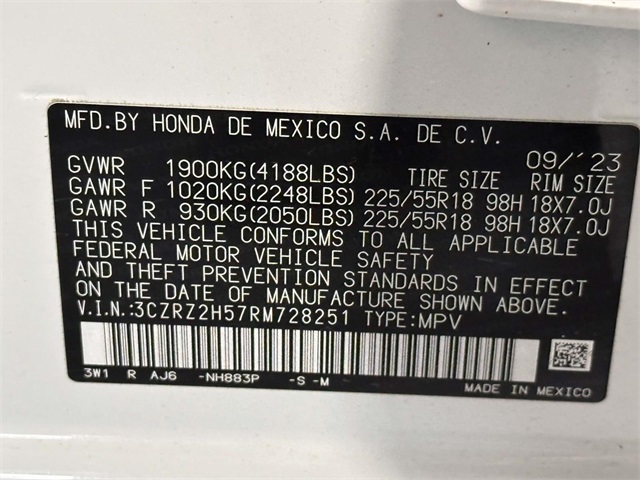 MFD.BY HONDA DE MEXICO S.A. DE C.V.
09/'23
GVWR 1900KG(4188LBS) TIRE SIZE RIM SIZE
GAWR F 1020KG(2248LBS) 225/55R18 98H 18X7.0J
GAWR R 930KG(2050LBS) 225/55R18 98H 18X7.0J
THIS VEHICLE CONFORMS TO ALL APPLICABLE
FEDERAL MOTOR VEHICLE SAFETY
AND THEFT PREVENTION STANDARDS IN EFFECT
ON THE DATE OF MANUFACTURE SHOWN ABOVE.
V.I.N.:3CZRZ2H57RM728251 TYPE:MPV
3W1 R AJ6 -NH883P -S -M
MADE IN MEXICO